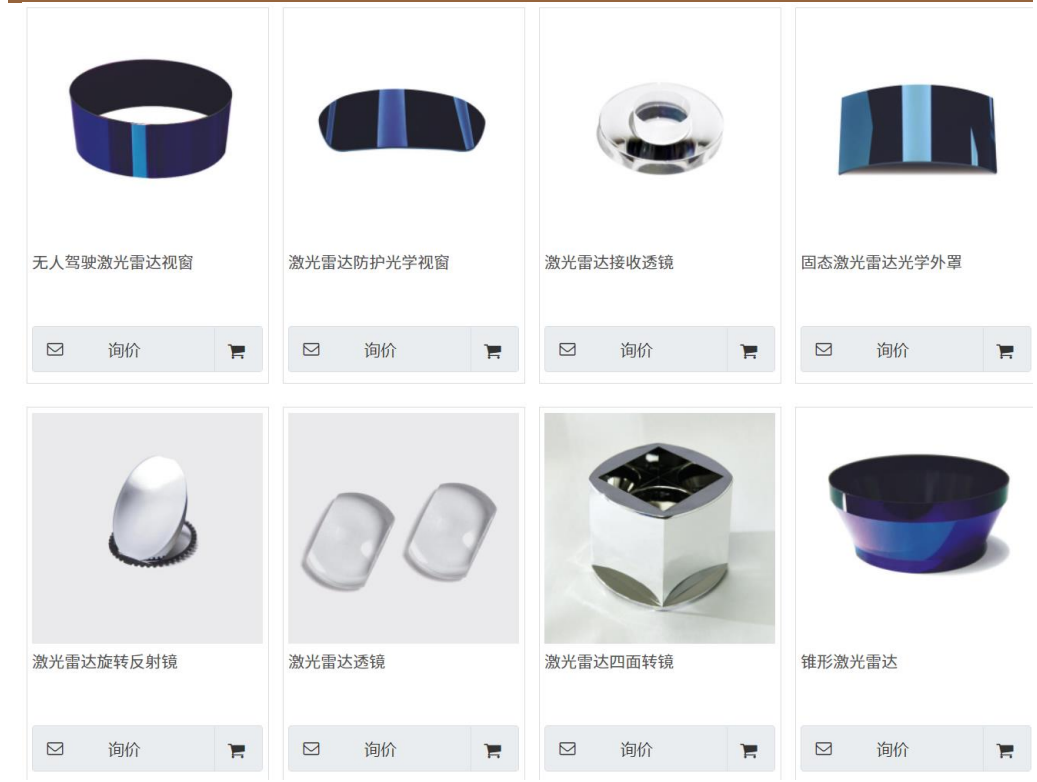 无人驾驶激光雷达视窗
激光雷达防护光学视窗
激光雷达接收透镜
固态激光雷达光学外罩
询价
询价
询价
询价
激光雷达旋转反射镜
激光雷达透镜
激光雷达四面转镜
锥形激光雷达
询价
询价
询价
询价